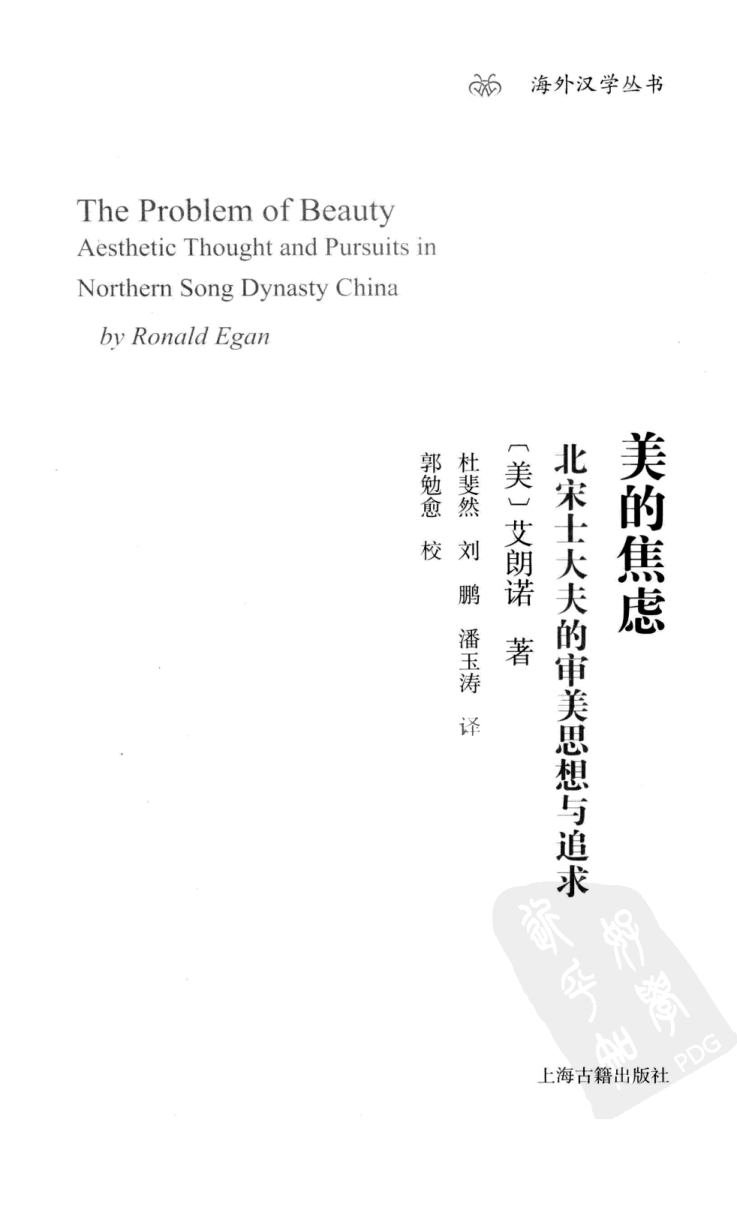 海外汉学丛书
The Problem of Beauty
Aesthetic Thought and Pursuits in
Northern Song Dynasty China
by Ronald Egan
美的焦虑
北宋士大夫的审美思想与追求
〔美〕艾朗诺 著
杜斐然 刘 鹏 潘玉涛 译
郭勉愈 校
上海古籍出版社
PDG